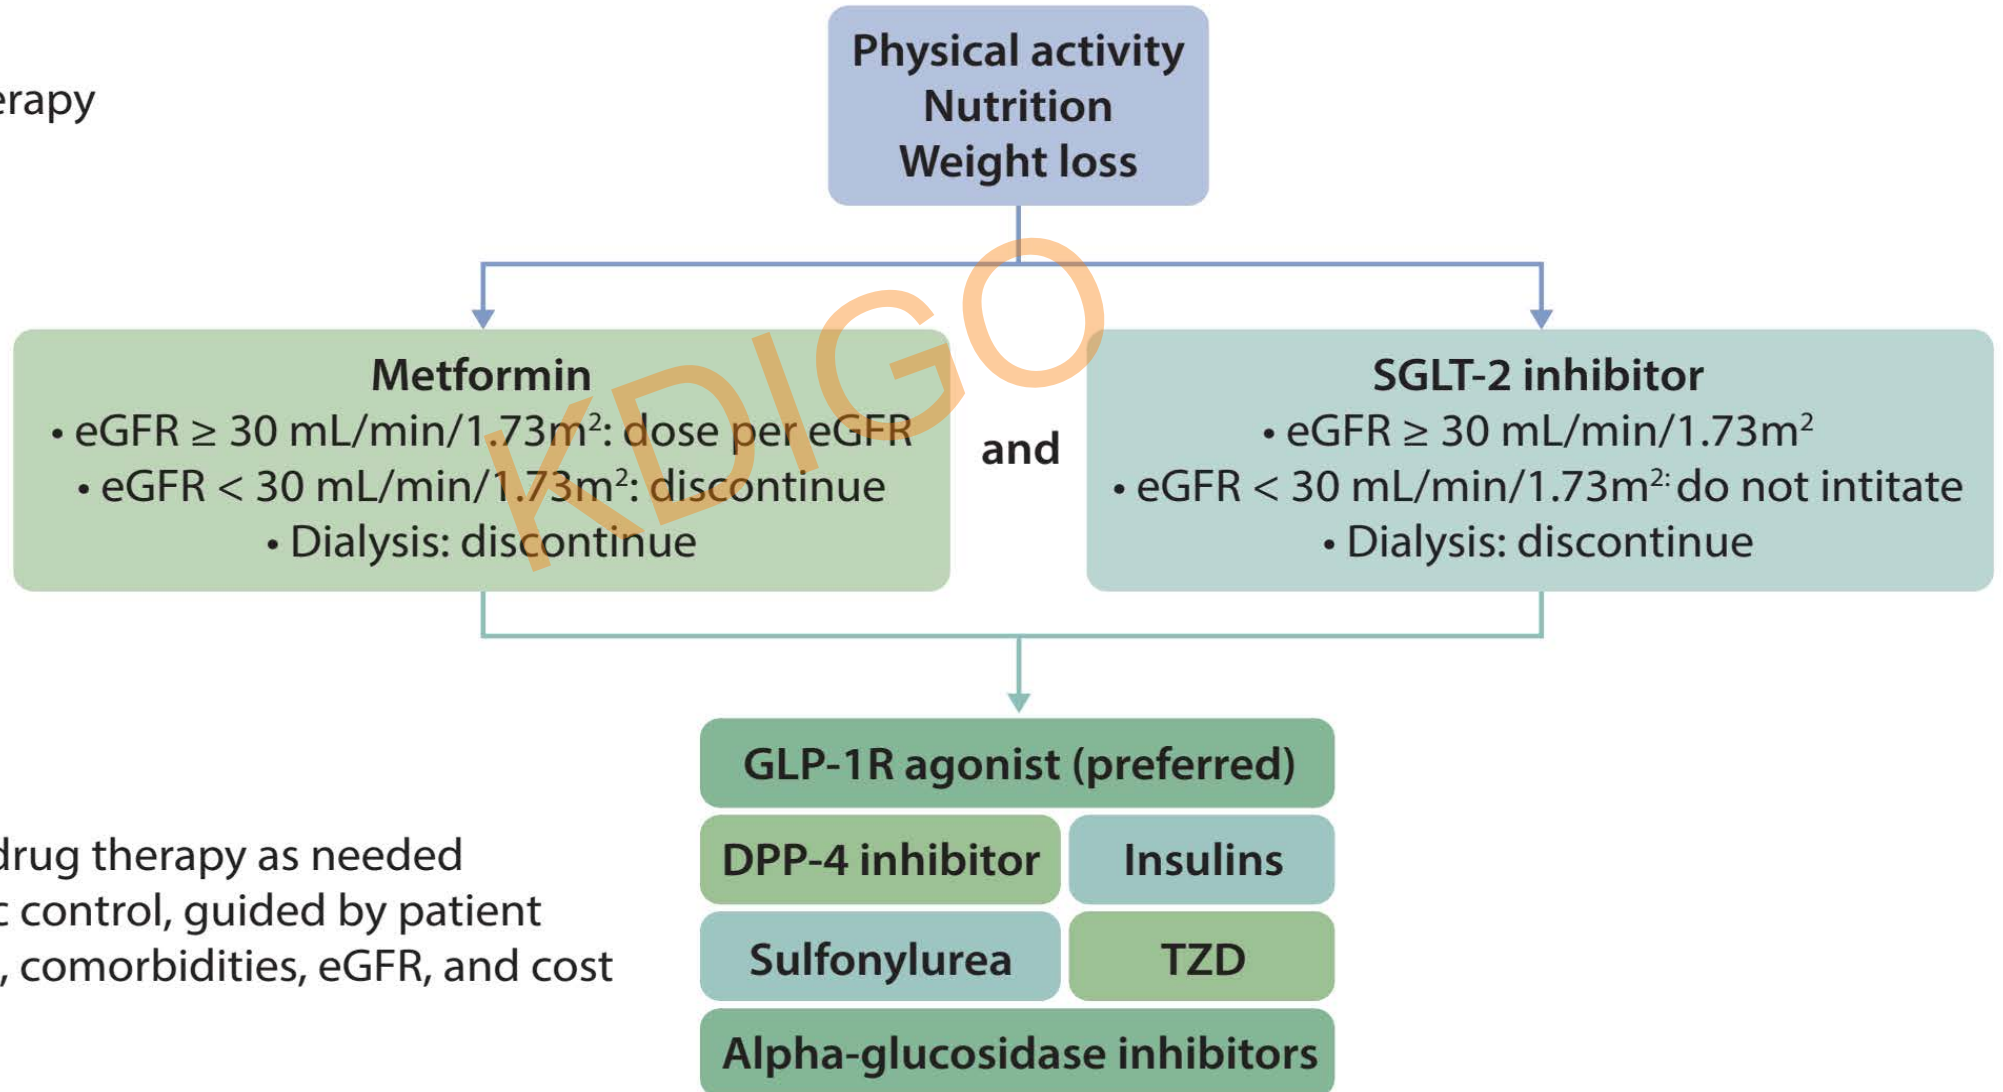 Physical activity
Nutrition
Weight loss
erapy
Metformin
• eGFR ≥ 30 mL/min/1.73m²: dose per eGFR
• eGFR < 30 mL/min/1.73m²: discontinue
• Dialysis: discontinue
and
SGLT-2 inhibitor
• eGFR ≥ 30 mL/min/1.73m²
• eGFR < 30 mL/min/1.73m²: do not intitate
• Dialysis: discontinue
KDIGO
GLP-1R agonist (preferred)
DPP-4 inhibitor
Insulins
Sulfonylurea
TZD
Alpha-glucosidase inhibitors
drug therapy as needed
c control, guided by patient
, comorbidities, eGFR, and cost